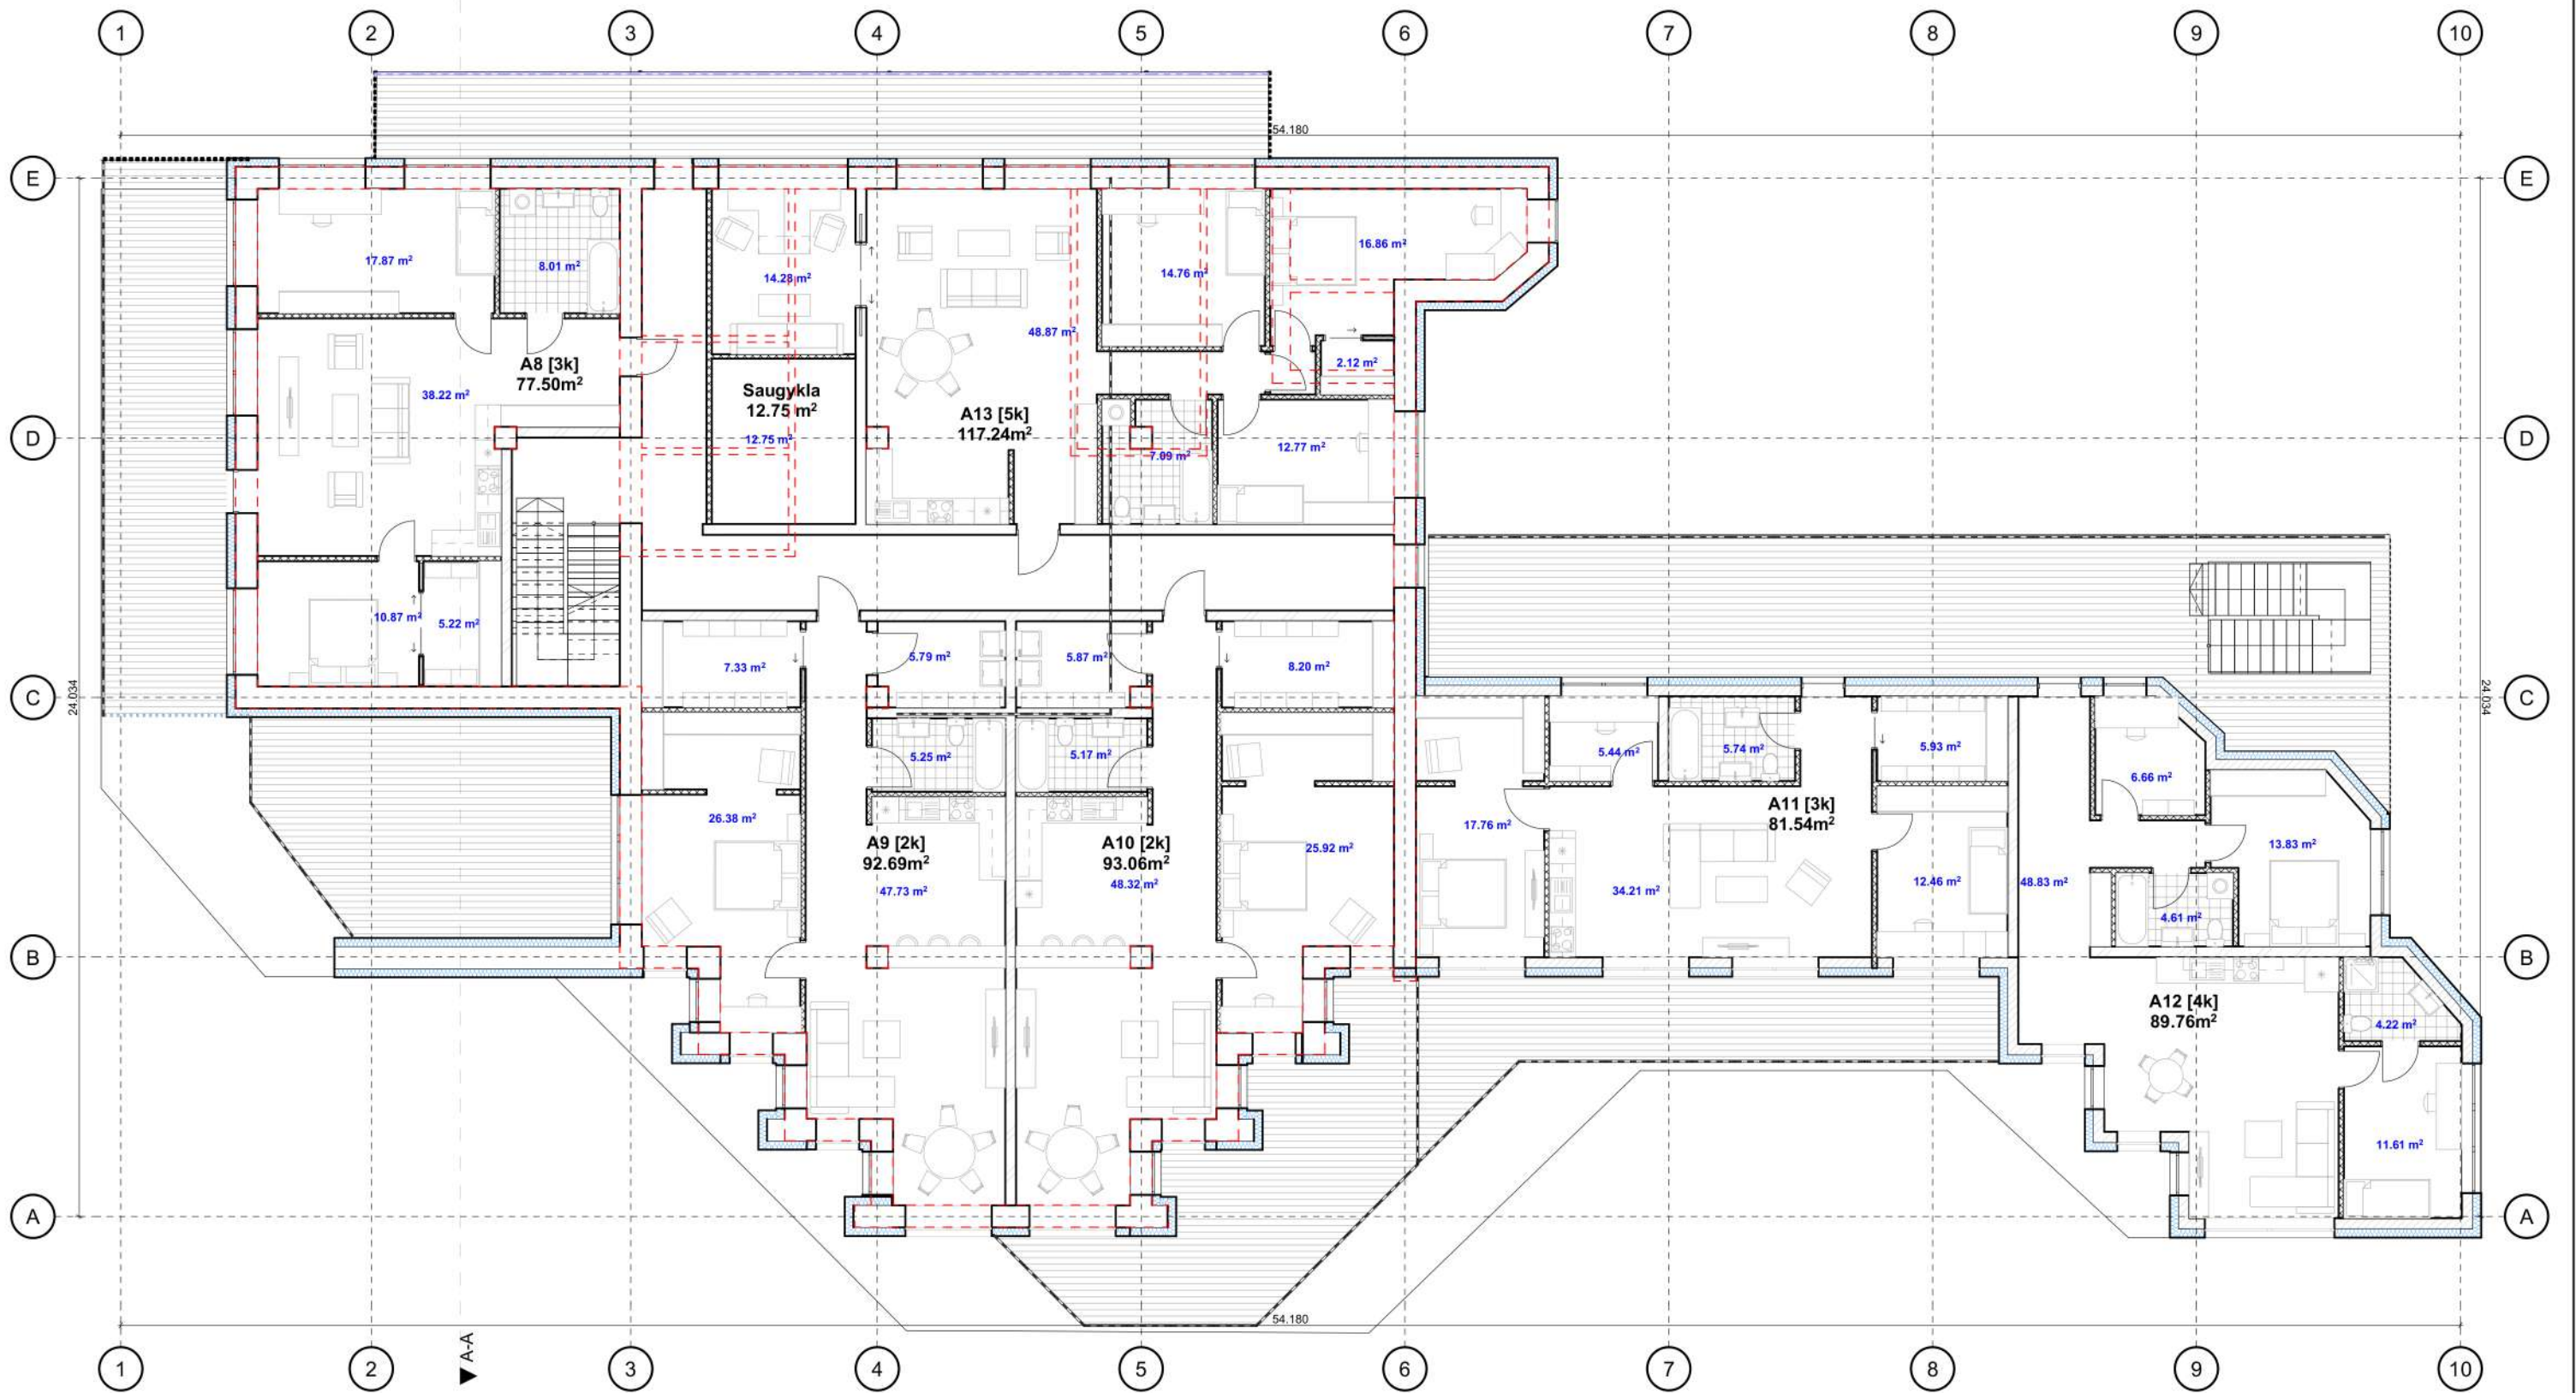 1 2 3 4 5 6 7 8 9 10
54.180
E E
17.87 m²
8.01 m²
14.28 m²
48.87 m²
14.76 m²
16.86 m²
2.12 m²
A8 [3k]
77.50m²
38.22 m²
Saugykla
12.75 m²
12.75 m²
A13 [5k]
117.24m²
D D
7.09 m²
12.77 m²
10.87 m²
5.22 m²
7.33 m²
5.79 m²
5.87 m²
8.20 m²
C C
24.034
24.034
5.25 m²
5.17 m²
5.44 m²
5.74 m²
5.93 m²
6.66 m²
26.38 m²
A9 [2k]
92.69m²
47.73 m²
A10 [2k]
93.06m²
48.32 m²
25.92 m²
17.76 m²
A11 [3k]
81.54m²
34.21 m²
12.46 m²
48.83 m²
13.83 m²
4.61 m²
B B
A12 [4k]
89.76m²
4.22 m²
11.61 m²
A A
54.180
A-A
1 2 3 4 5 6 7 8 9 10